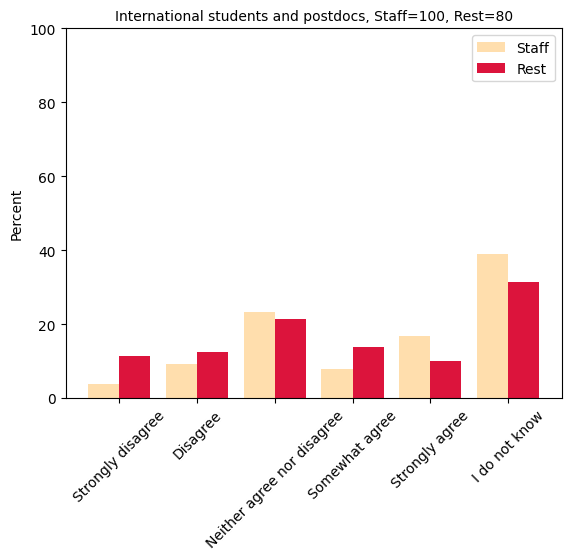 International students and postdocs, Staff=100, Rest=80
100
80
60
40
20
0
Percent
Staff
Rest
Strongly disagree
Disagree
Neither agree nor disagree
Somewhat agree
Strongly agree
I do not know